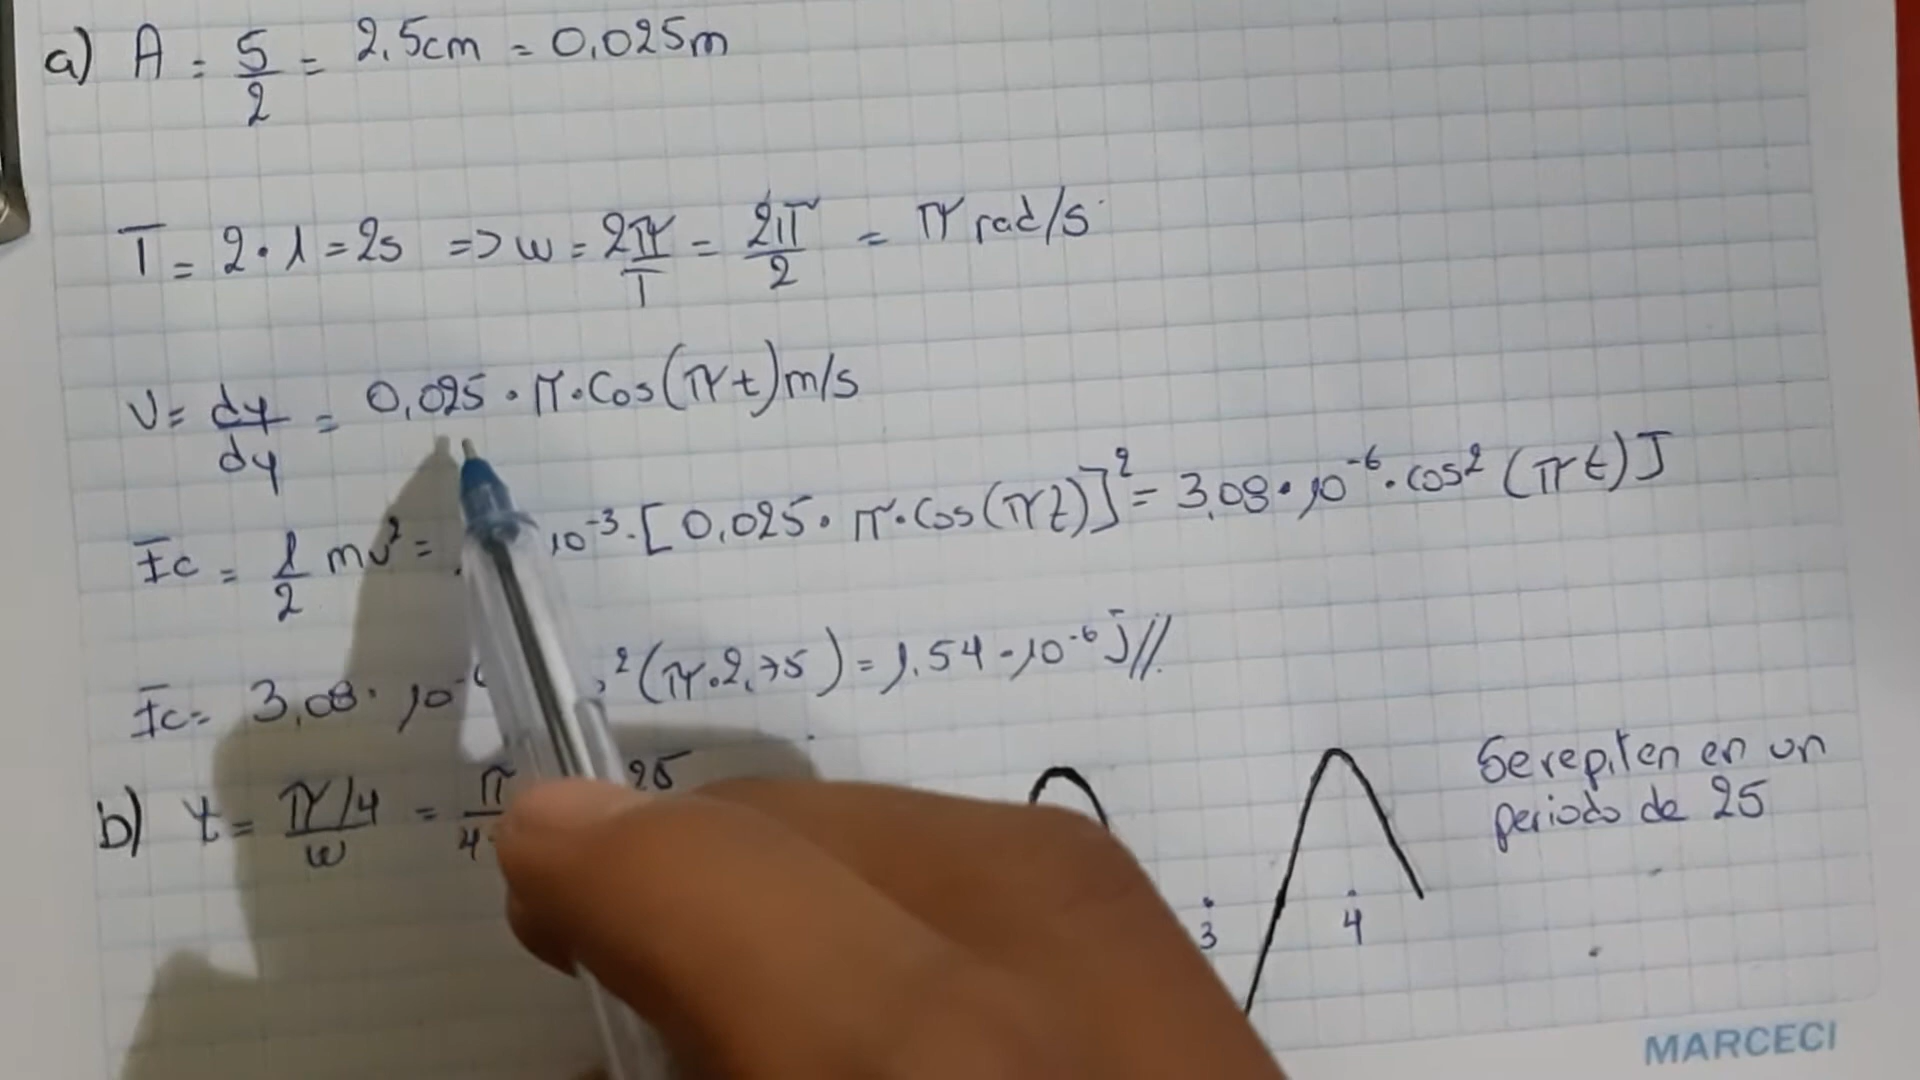 a) A = 5/2 = 2,5cm = 0,025m
T = 2·1 = 2s => w = 2π/T = 2π/2 = π rad/s
v = dy/dy = 0,025 · π · Cos(πt) m/s
Ec = 1/2 mv² = 10⁻³ · [0,025 · π · Cos(πt)]² = 3,08 · 10⁻⁶ · cos² (πt) J
Ec = 3,08 · 10 ² (π · 2,75) = 1,54 · 10⁻⁶ J//
b) t = π/4 / w = π/4 25
Se repiten en un
periodo de 2s
3 4
MARCECI